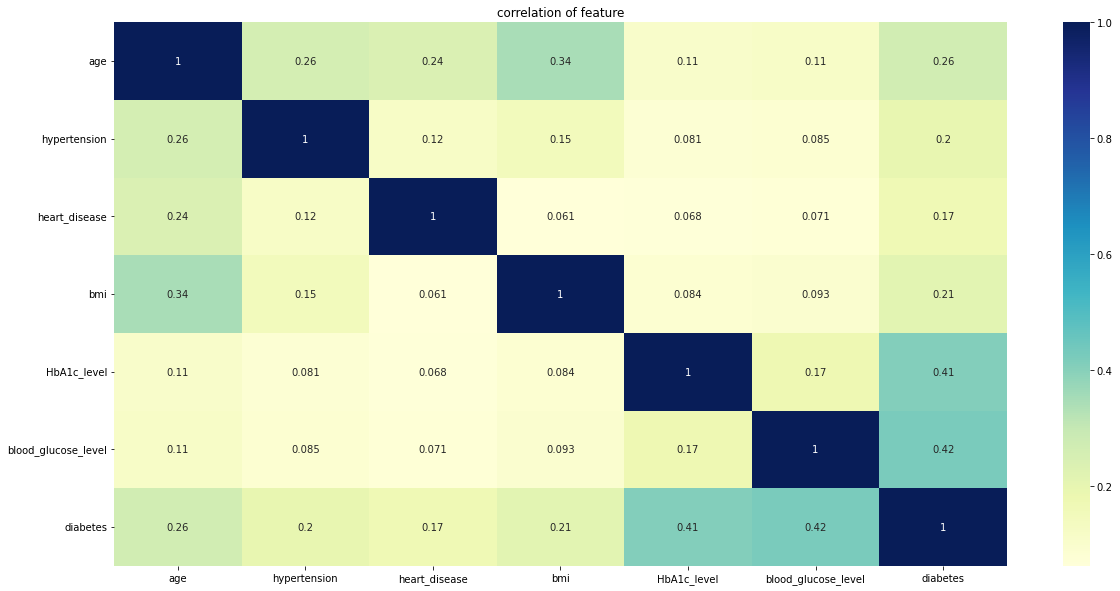 correlation of feature
age 1 0.26 0.24 0.34 0.11 0.11 0.26
hypertension 0.26 1 0.12 0.15 0.081 0.085 0.2
heart_disease 0.24 0.12 1 0.061 0.068 0.071 0.17
bmi 0.34 0.15 0.061 1 0.084 0.093 0.21
HbA1c_level 0.11 0.081 0.068 0.084 1 0.17 0.41
blood_glucose_level 0.11 0.085 0.071 0.093 0.17 1 0.42
diabetes 0.26 0.2 0.17 0.21 0.41 0.42 1
age hypertension heart_disease bmi HbA1c_level blood_glucose_level diabetes
1.0
0.8
0.6
0.4
0.2